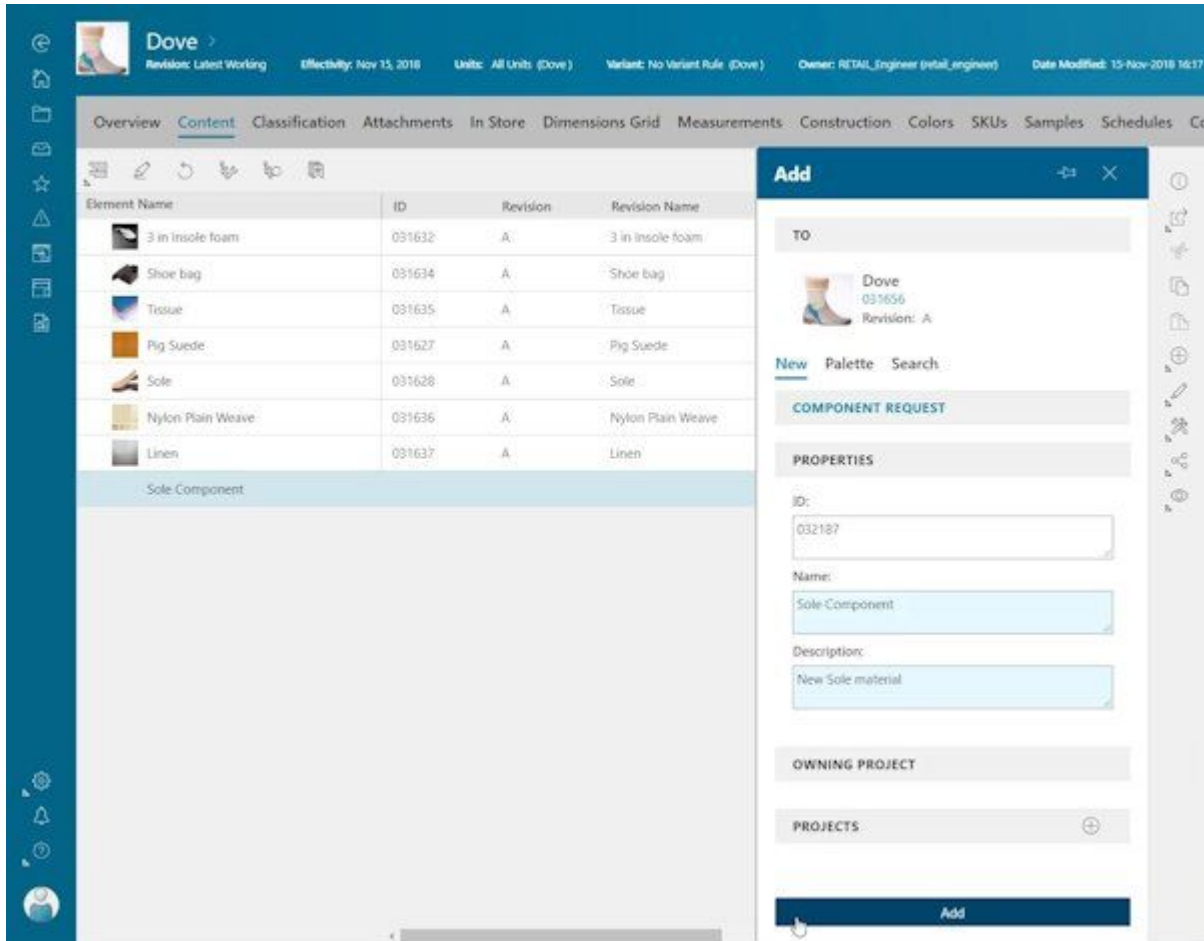 Dove >
Revision: Latest Working Effectivity: Nov 15, 2018 Units: All Units (Dove) Variant: No Variant Rule (Dove) Owner: RETAIL_Engineer (retail_engineer) Date Modified: 15-Nov-2018 16:17
Overview Content Classification Attachments In Store Dimensions Grid Measurements Construction Colors SKUs Samples Schedules Co
Element Name ID Revision Revision Name
3 in Insole foam 031632 A 3 in Insole foam
Shoe bag 031634 A Shoe bag
Tissue 031635 A Tissue
Pig Suede 031627 A Pig Suede
Sole 031628 A Sole
Nylon Plain Weave 031636 A Nylon Plain Weave
Linen 031637 A Linen
Sole Component
Add
TO
Dove
031656
Revision: A
New Palette Search
COMPONENT REQUEST
PROPERTIES
ID:
032187
Name:
Sole Component
Description:
New Sole material
OWNING PROJECT
PROJECTS
Add